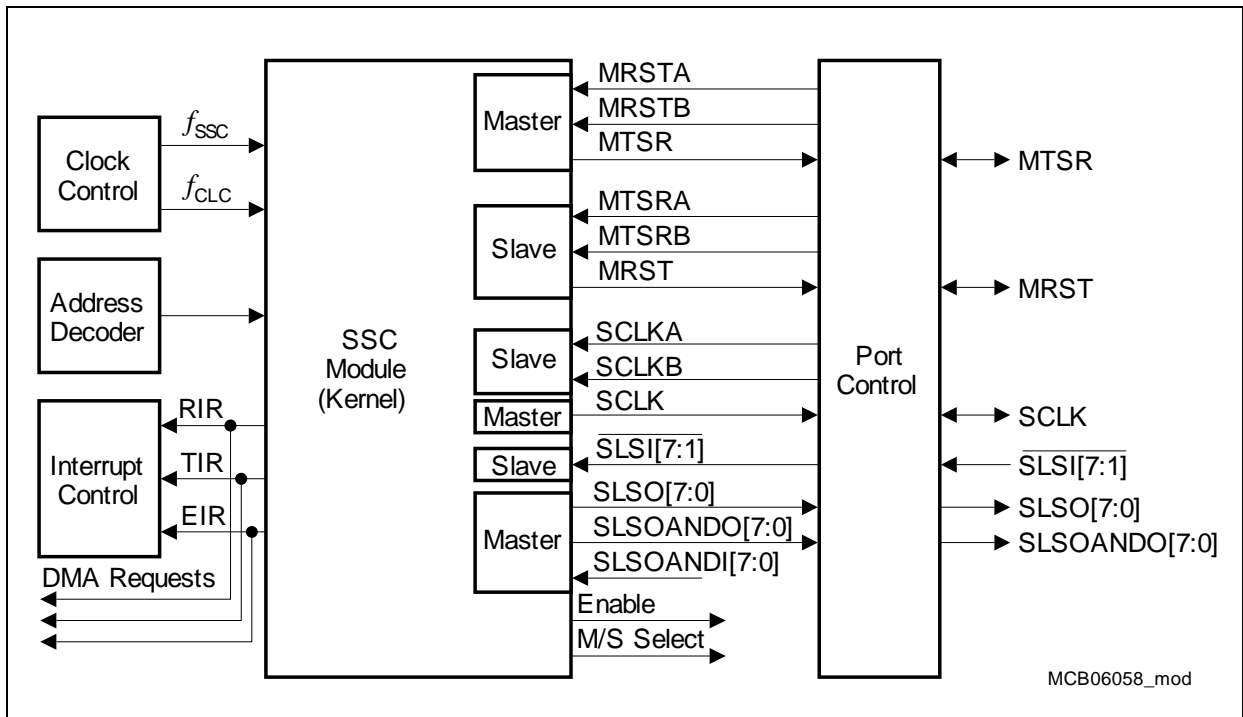 Clock
Control
fSSC
fCLC
Address
Decoder
Interrupt
Control
RIR
TIR
EIR
DMA Requests
SSC
Module
(Kernel)
Master
MRSTA
MRSTB
MTSR
Slave
MTSRA
MTSRB
MRST
Slave
SCLKA
SCLKB
Master
SCLK
Slave
SLSI[7:1]
Master
SLSO[7:0]
SLSOANDO[7:0]
SLSOANDI[7:0]
Enable
M/S Select
Port
Control
MTSR
MRST
SCLK
SLSI[7:1]
SLSO[7:0]
SLSOANDO[7:0]
MCB06058_mod